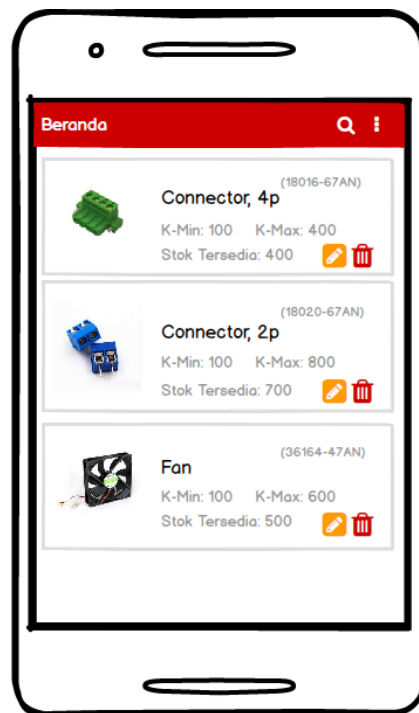 Beranda
(18016-67AN)
Connector, 4p
K-Min: 100 K-Max: 400
Stok Tersedia: 400
(18020-67AN)
Connector, 2p
K-Min: 100 K-Max: 800
Stok Tersedia: 700
(36164-47AN)
Fan
K-Min: 100 K-Max: 600
Stok Tersedia: 500